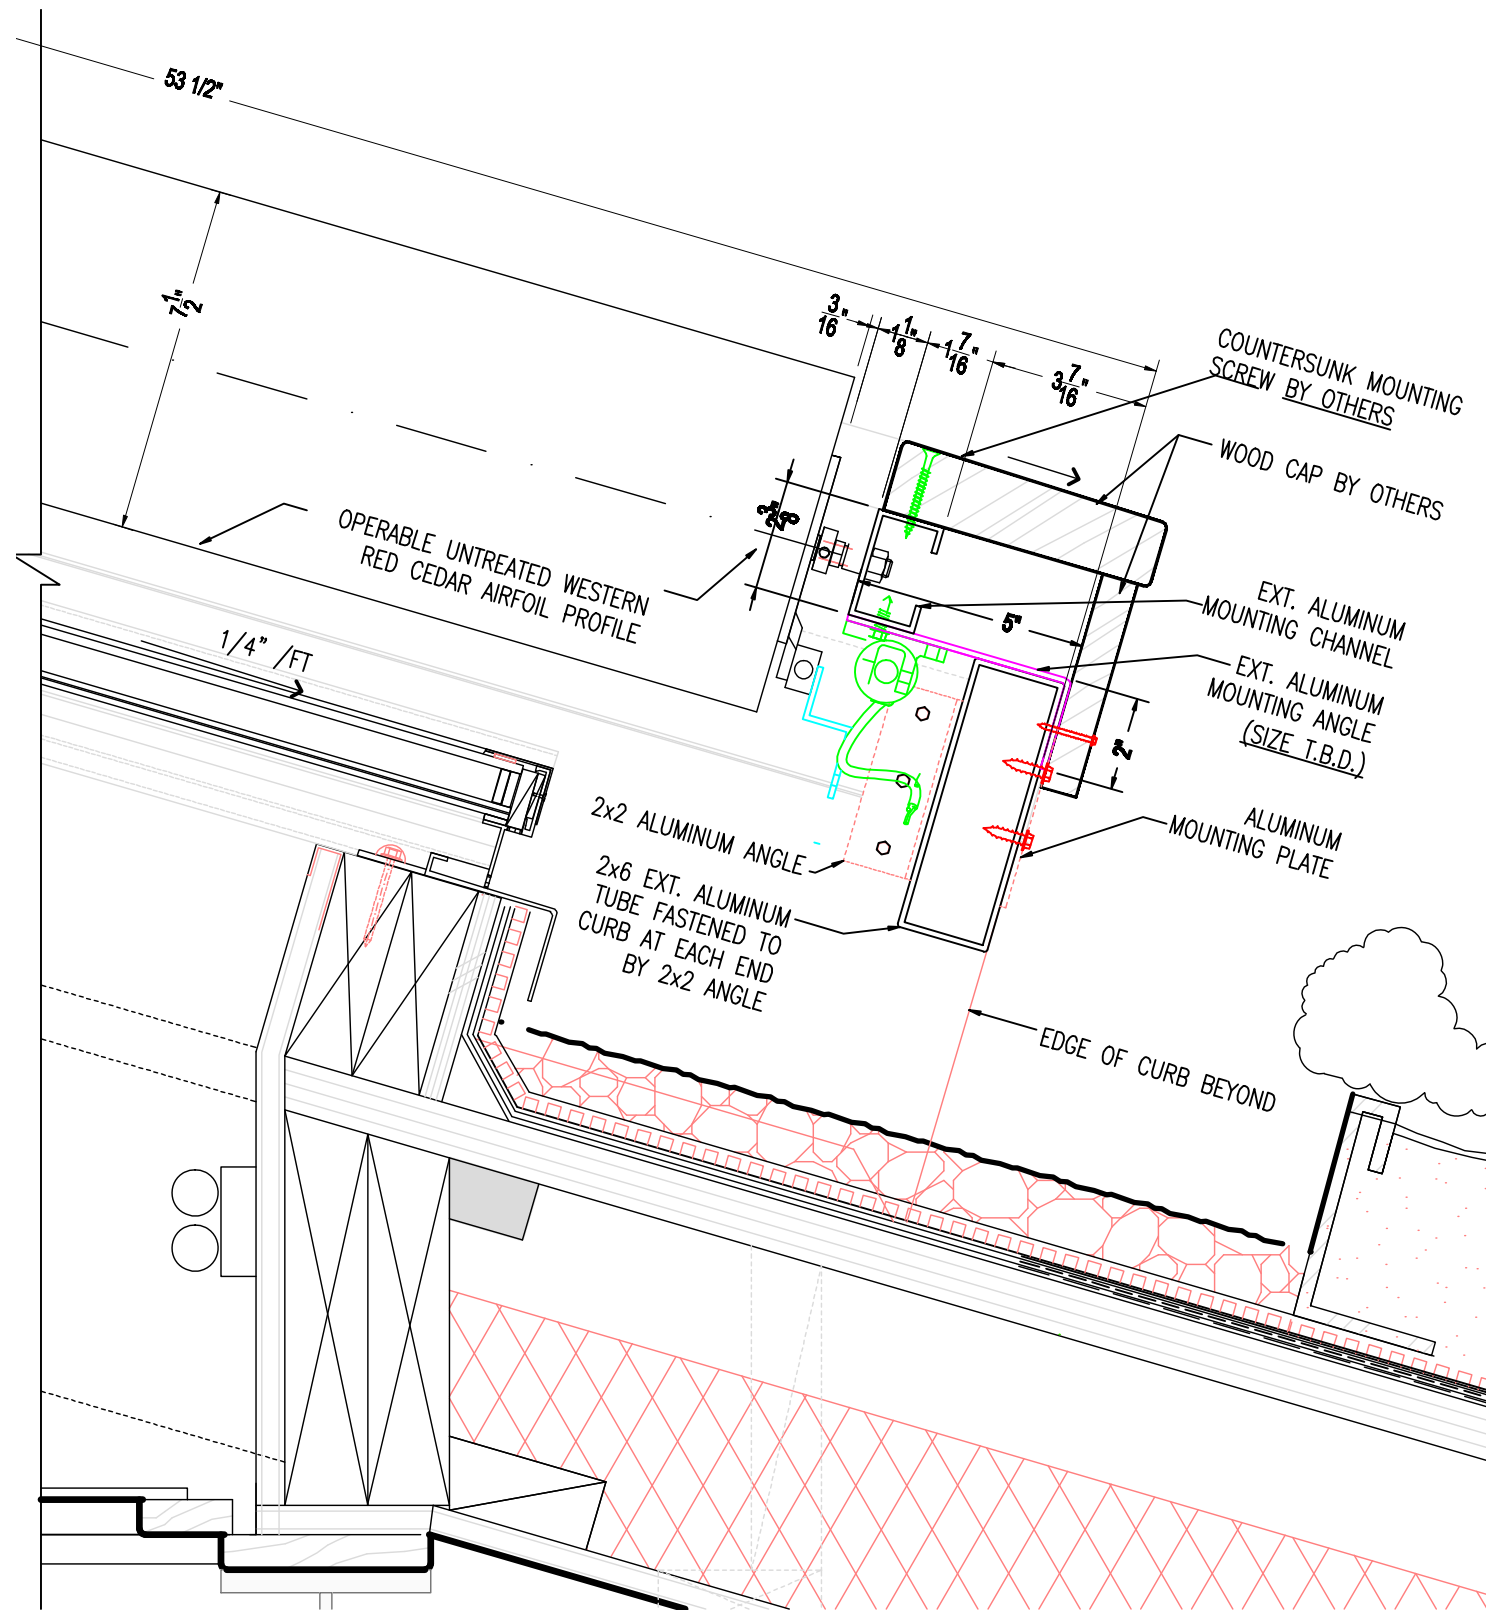 53 1/2"
7 1/2"
3/16"
1 1/8"
1 7/16"
3 7/16"
COUNTERSUNK MOUNTING
SCREW BY OTHERS
WOOD CAP BY OTHERS
OPERABLE UNTREATED WESTERN
RED CEDAR AIRFOIL PROFILE
EXT. ALUMINUM
MOUNTING CHANNEL
5"
1/4" /FT
EXT. ALUMINUM
MOUNTING ANGLE
(SIZE T.B.D.)
2"
2x2 ALUMINUM ANGLE
ALUMINUM
MOUNTING PLATE
2x6 EXT. ALUMINUM
TUBE FASTENED TO
CURB AT EACH END
BY 2x2 ANGLE
EDGE OF CURB BEYOND